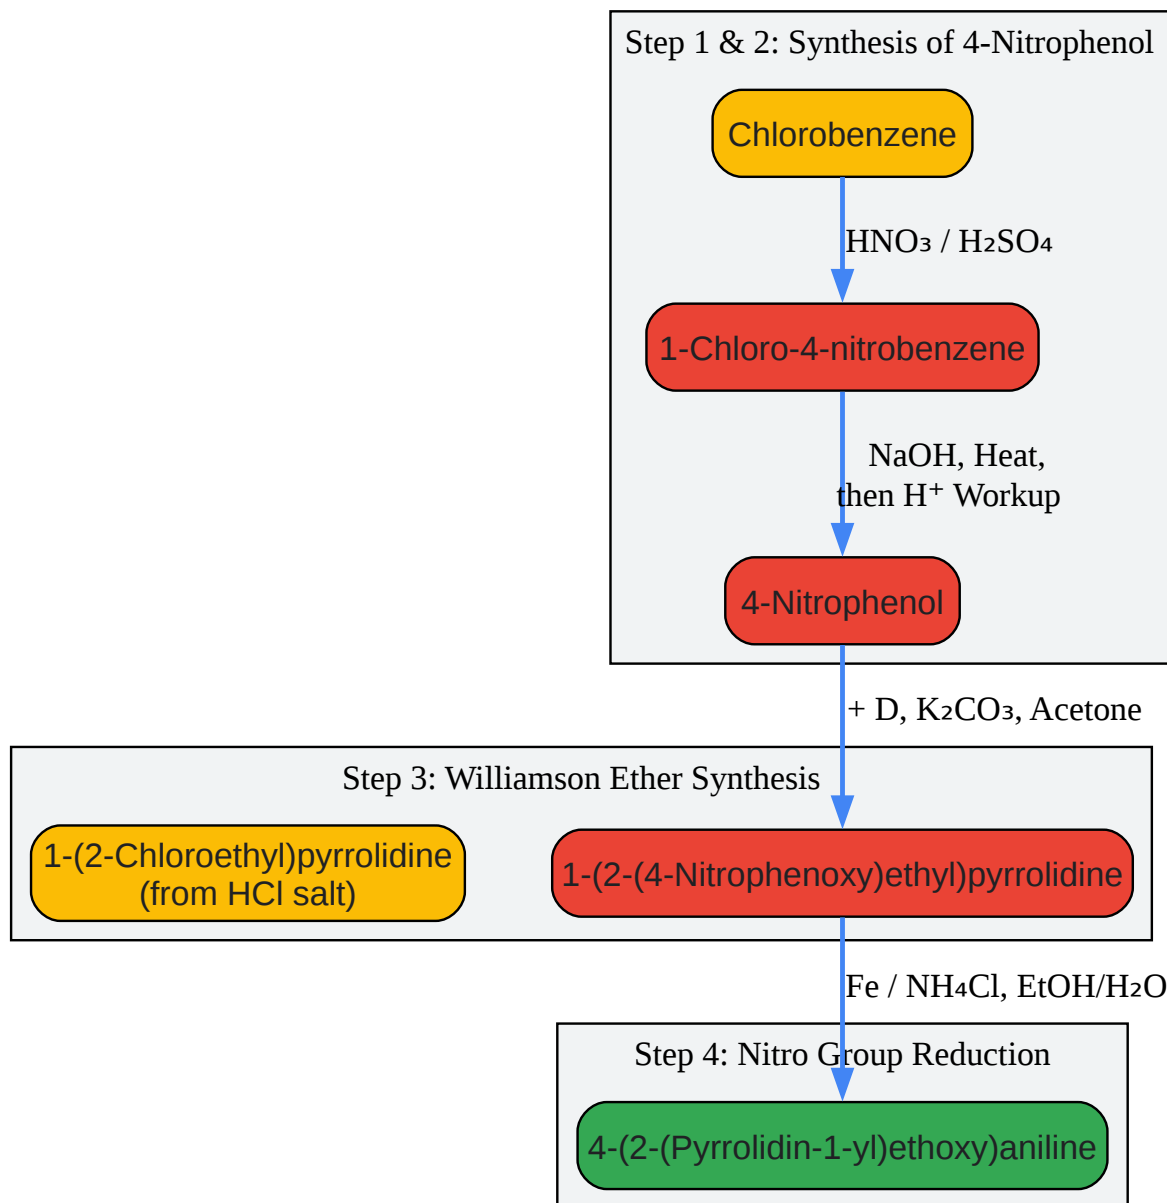 Step 1 & 2: Synthesis of 4-Nitrophenol
Chlorobenzene
HNO₃ / H₂SO₄
1-Chloro-4-nitrobenzene
NaOH, Heat,
then H⁺ Workup
4-Nitrophenol
+ D, K₂CO₃, Acetone
Step 3: Williamson Ether Synthesis
1-(2-Chloroethyl)pyrrolidine
(from HCl salt)
1-(2-(4-Nitrophenoxy)ethyl)pyrrolidine
Fe / NH₄Cl, EtOH/H₂O
Step 4: Nitro Group Reduction
4-(2-(Pyrrolidin-1-yl)ethoxy)aniline